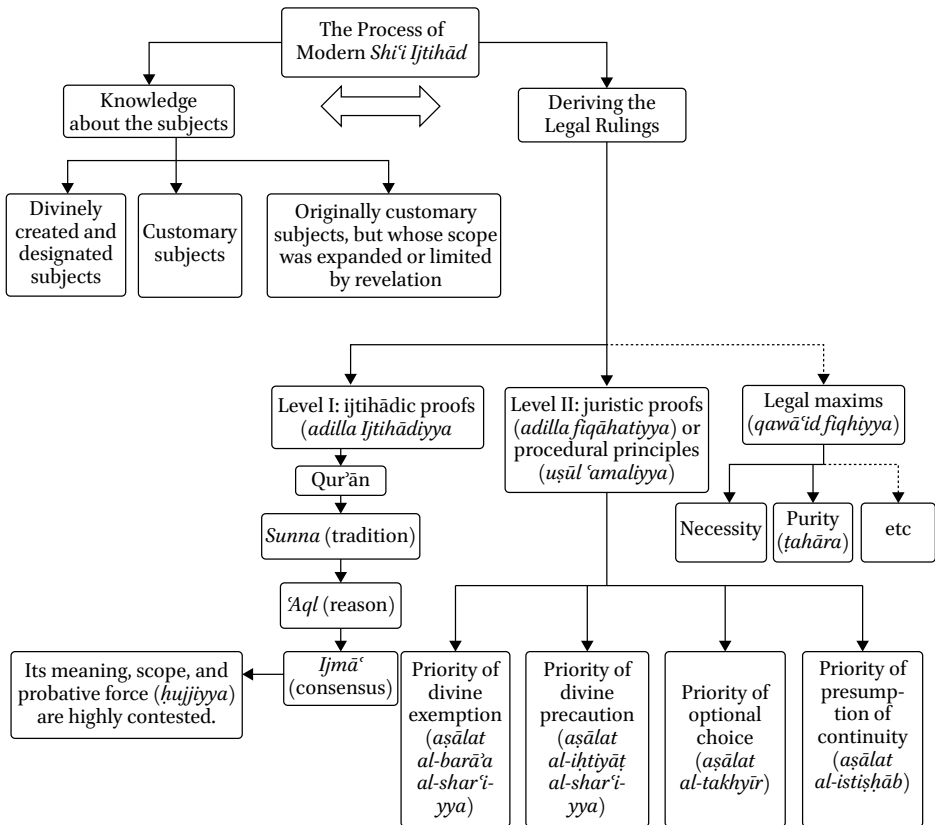 The Process of
Modern Shiʿi Ijtihād
Knowledge
about the subjects
Deriving the
Legal Rulings
Divinely
created and
designated
subjects
Customary
subjects
Originally customary
subjects, but whose scope
was expanded or limited
by revelation
Level I: ijtihādic proofs
(adilla Ijtihādiyya
Level II: juristic proofs
(adilla fiqāhatiyya) or
procedural principles
(uṣūl ʿamaliyya)
Legal maxims
(qawāʿid fiqhiyya)
Qurʾān
Sunna (tradition)
ʿAql (reason)
Ijmāʿ
(consensus)
Its meaning, scope, and
probative force (ḥujjiyya)
are highly contested.
Necessity
Purity
(ṭahāra)
etc
Priority of
divine
exemption
(aṣālat
al-barāʾa
al-sharʿi-
yya)
Priority of
divine
precaution
(aṣālat
al-iḥtiyāṭ
al-sharʿi-
yya)
Priority of
optional
choice
(aṣālat
al-takhyīr)
Priority of
presump-
tion of
continuity
(aṣālat
al-istiṣḥāb)